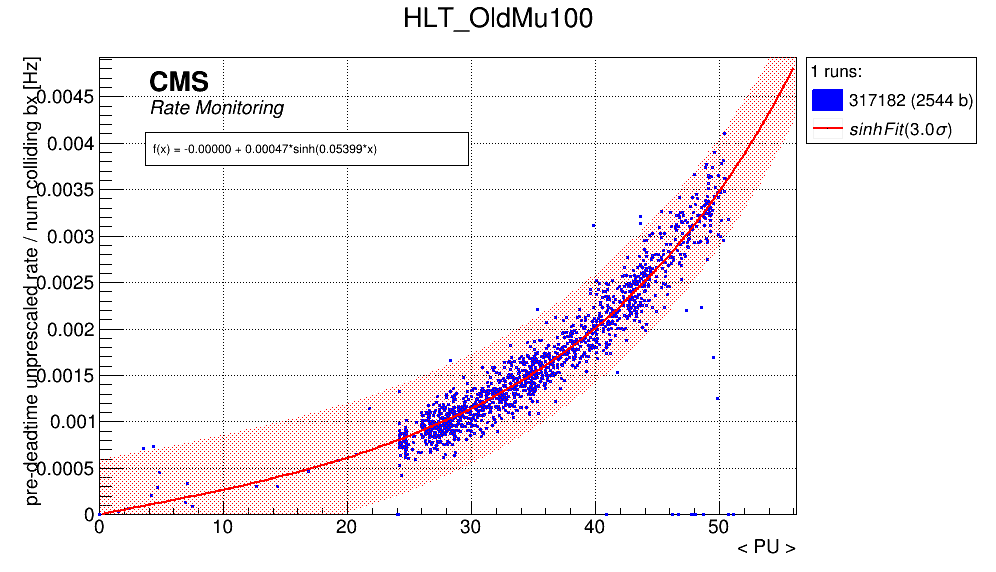 HLT_OldMu100
CMS
Rate Monitoring
f(x) = -0.00000 + 0.00047*sinh(0.05399*x)
1 runs:
317182 (2544 b)
sinhFit(3.0σ)
pre-deadtime unprescaled rate / num colliding bx [Hz]
0.0045
0.004
0.0035
0.003
0.0025
0.002
0.0015
0.001
0.0005
0
0 10 20 30 40 50
< PU >